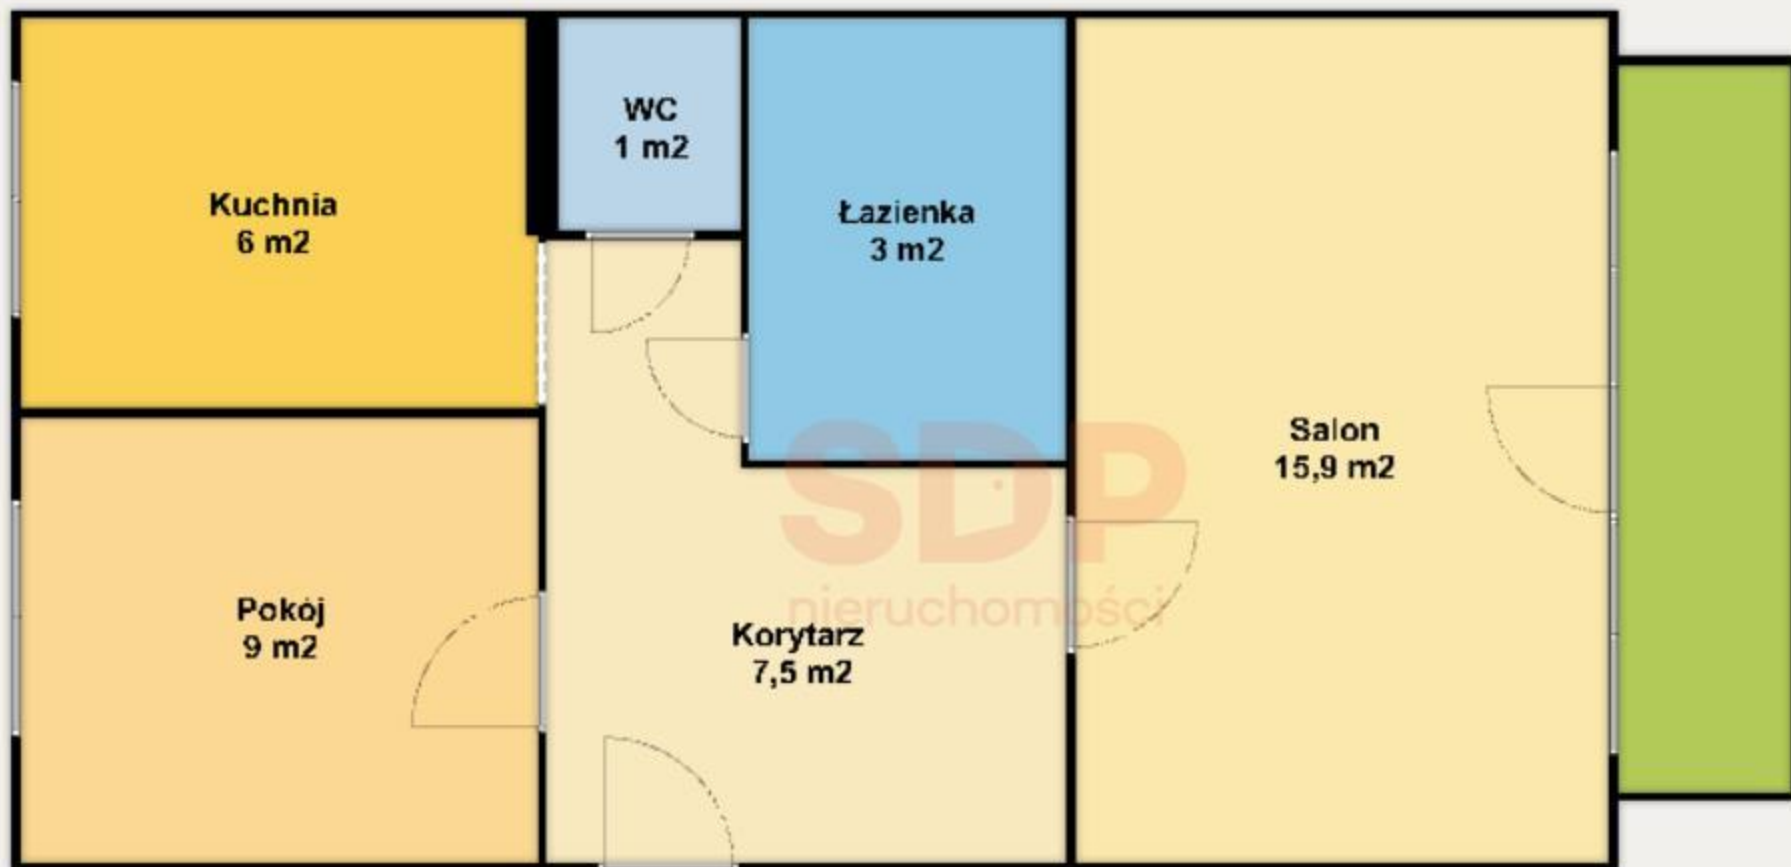 WC
1 m2
Kuchnia
6 m2
Łazienka
3 m2
Salon
15,9 m2
SDP
nieruchomości
Pokój
9 m2
Korytarz
7,5 m2